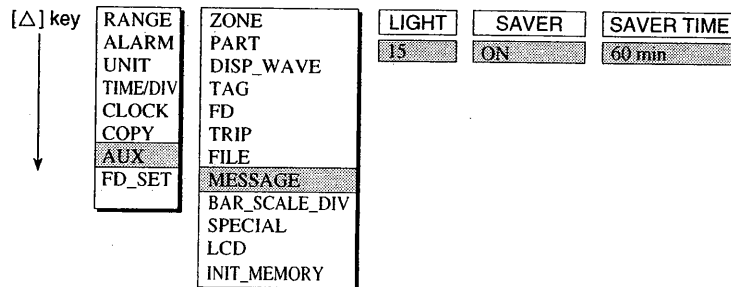 [△] key
RANGE
ALARM
UNIT
TIME/DIV
CLOCK
COPY
AUX
FD_SET
ZONE
PART
DISP_WAVE
TAG
FD
TRIP
FILE
MESSAGE
BAR_SCALE_DIV
SPECIAL
LCD
INIT_MEMORY
LIGHT
15
SAVER
ON
SAVER TIME
60 min